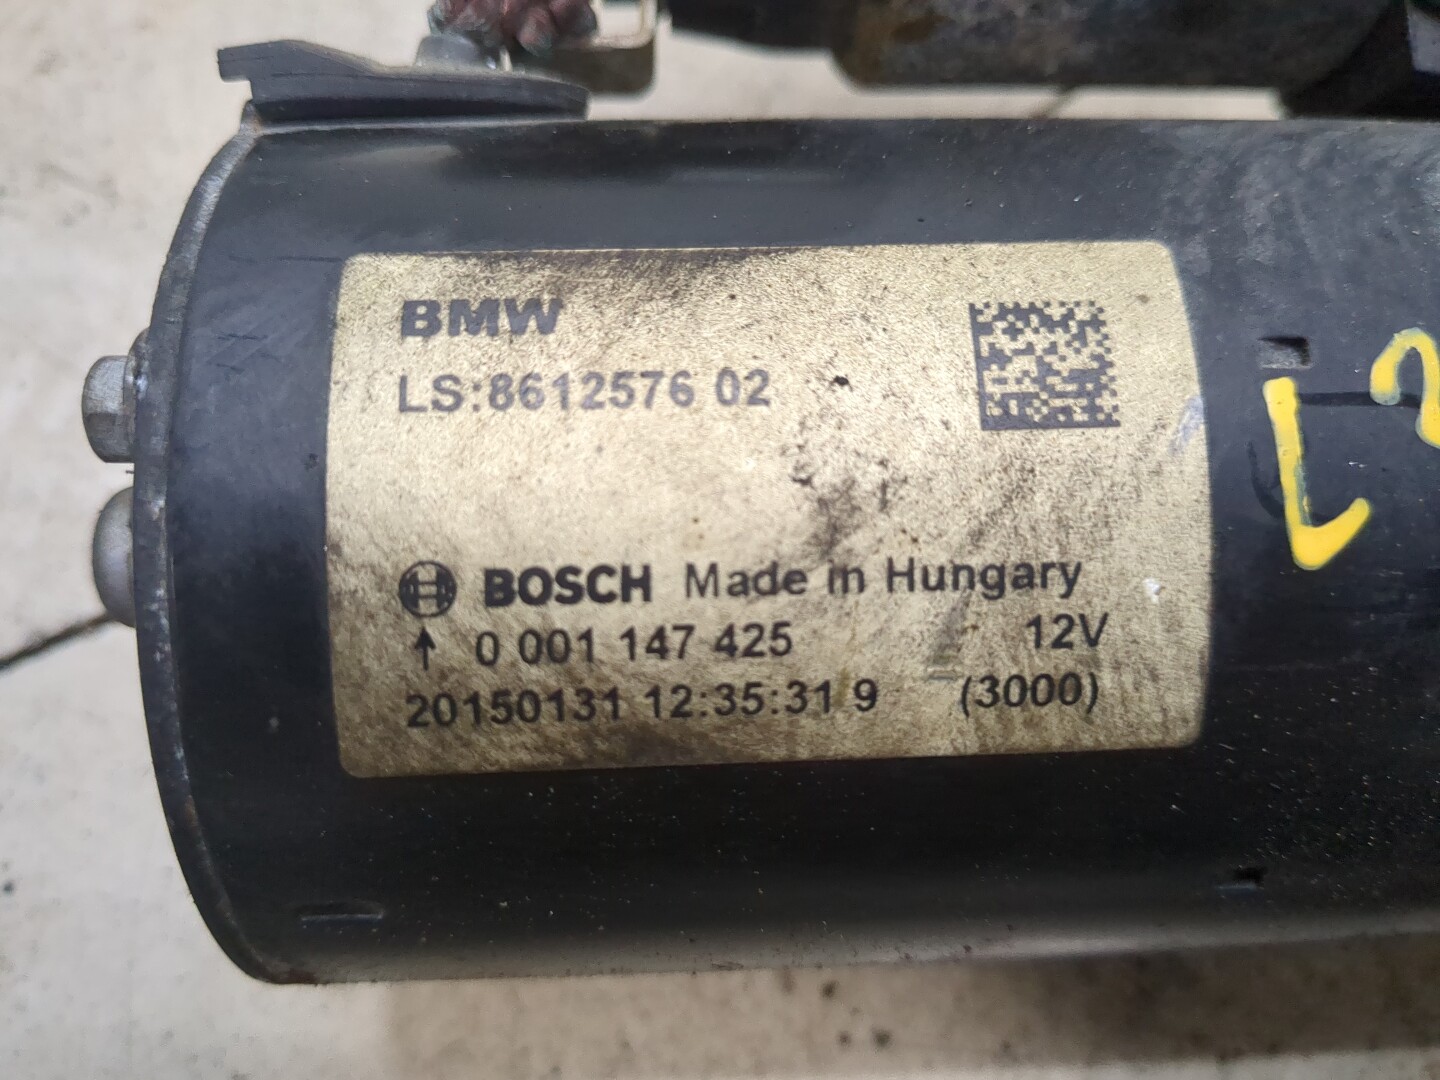 BMW
LS:8612576 02
BOSCH Made in Hungary
↑ 0 001 147 425 12V
20150131 12:35:31 9 (3000)